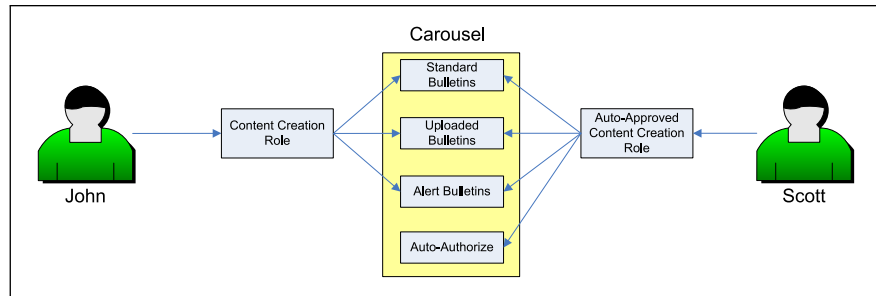 Carousel
Standard
Bulletins
Content Creation
Role
Uploaded
Bulletins
Auto-Approved
Content Creation
Role
Alert Bulletins
John
Scott
Auto-Authorize